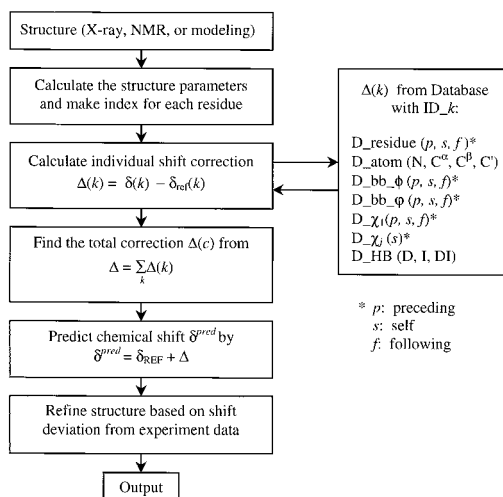 Structure (X-ray, NMR, or modeling)
Calculate the structure parameters
and make index for each residue
Calculate individual shift correction
Δ(k) = δ(k) − δref(k)
Find the total correction Δ(c) from
Δ = ∑Δ(k)
k
Predict chemical shift δ^pred by
δ^pred = δREF + Δ
Refine structure based on shift
deviation from experiment data
Output
Δ(k) from Database
with ID_k:
D_residue (p, s, f)*
D_atom (N, Cα, Cβ, C')
D_bb_ϕ (p, s, f)*
D_bb_φ (p, s, f)*
D_χ1(p, s, f)*
D_χj (s)*
D_HB (D, I, DI)
* p: preceding
s: self
f: following